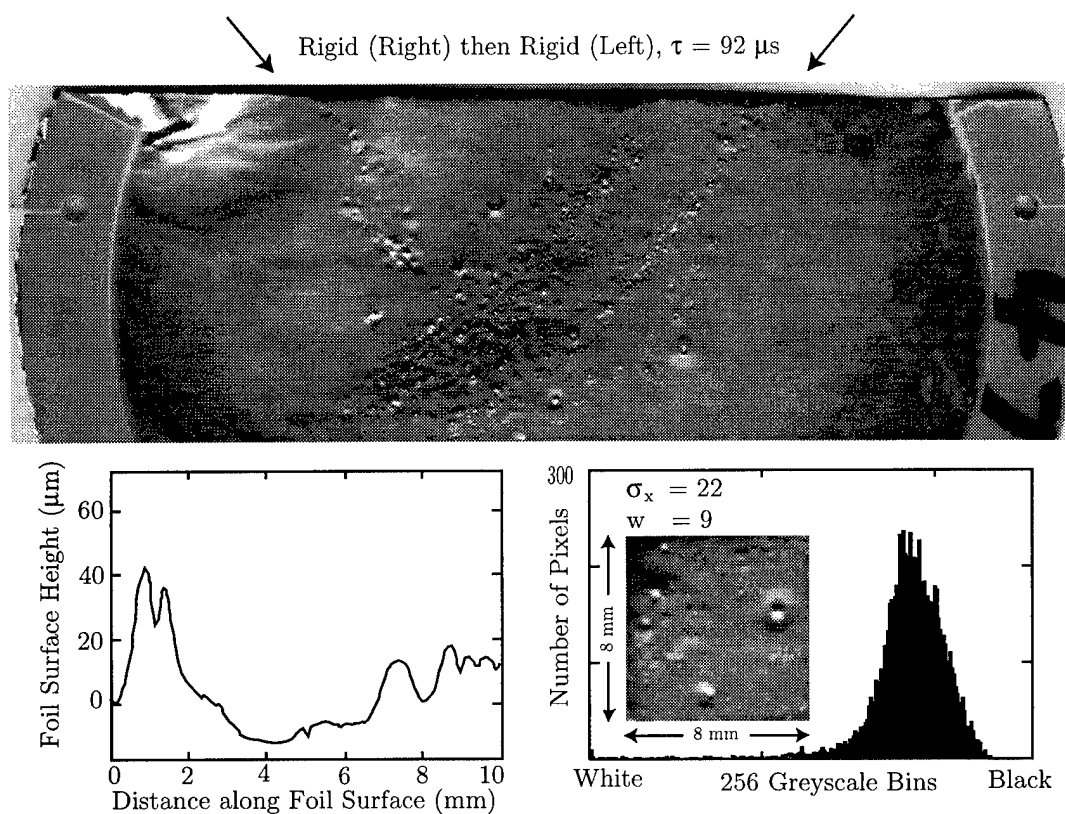 Rigid (Right) then Rigid (Left), τ = 92 μs
Foil Surface Height (μm)
60
40
20
0
0 2 4 6 8 10
Distance along Foil Surface (mm)
Number of Pixels
300
σx = 22
w = 9
8 mm
8 mm
White 256 Greyscale Bins Black